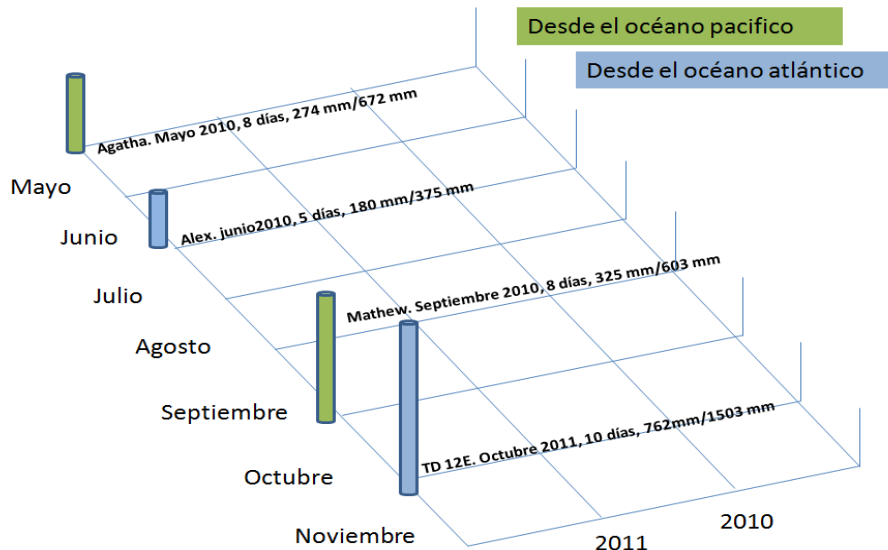 Desde el océano pacifico
Desde el océano atlántico
Agatha. Mayo 2010, 8 días, 274 mm/672 mm
Mayo
Alex. junio2010, 5 días, 180 mm/375 mm
Junio
Julio
Mathew. Septiembre 2010, 8 días, 325 mm/603 mm
Agosto
Septiembre
TD 12E. Octubre 2011, 10 días, 762mm/1503 mm
Octubre
Noviembre
2010
2011